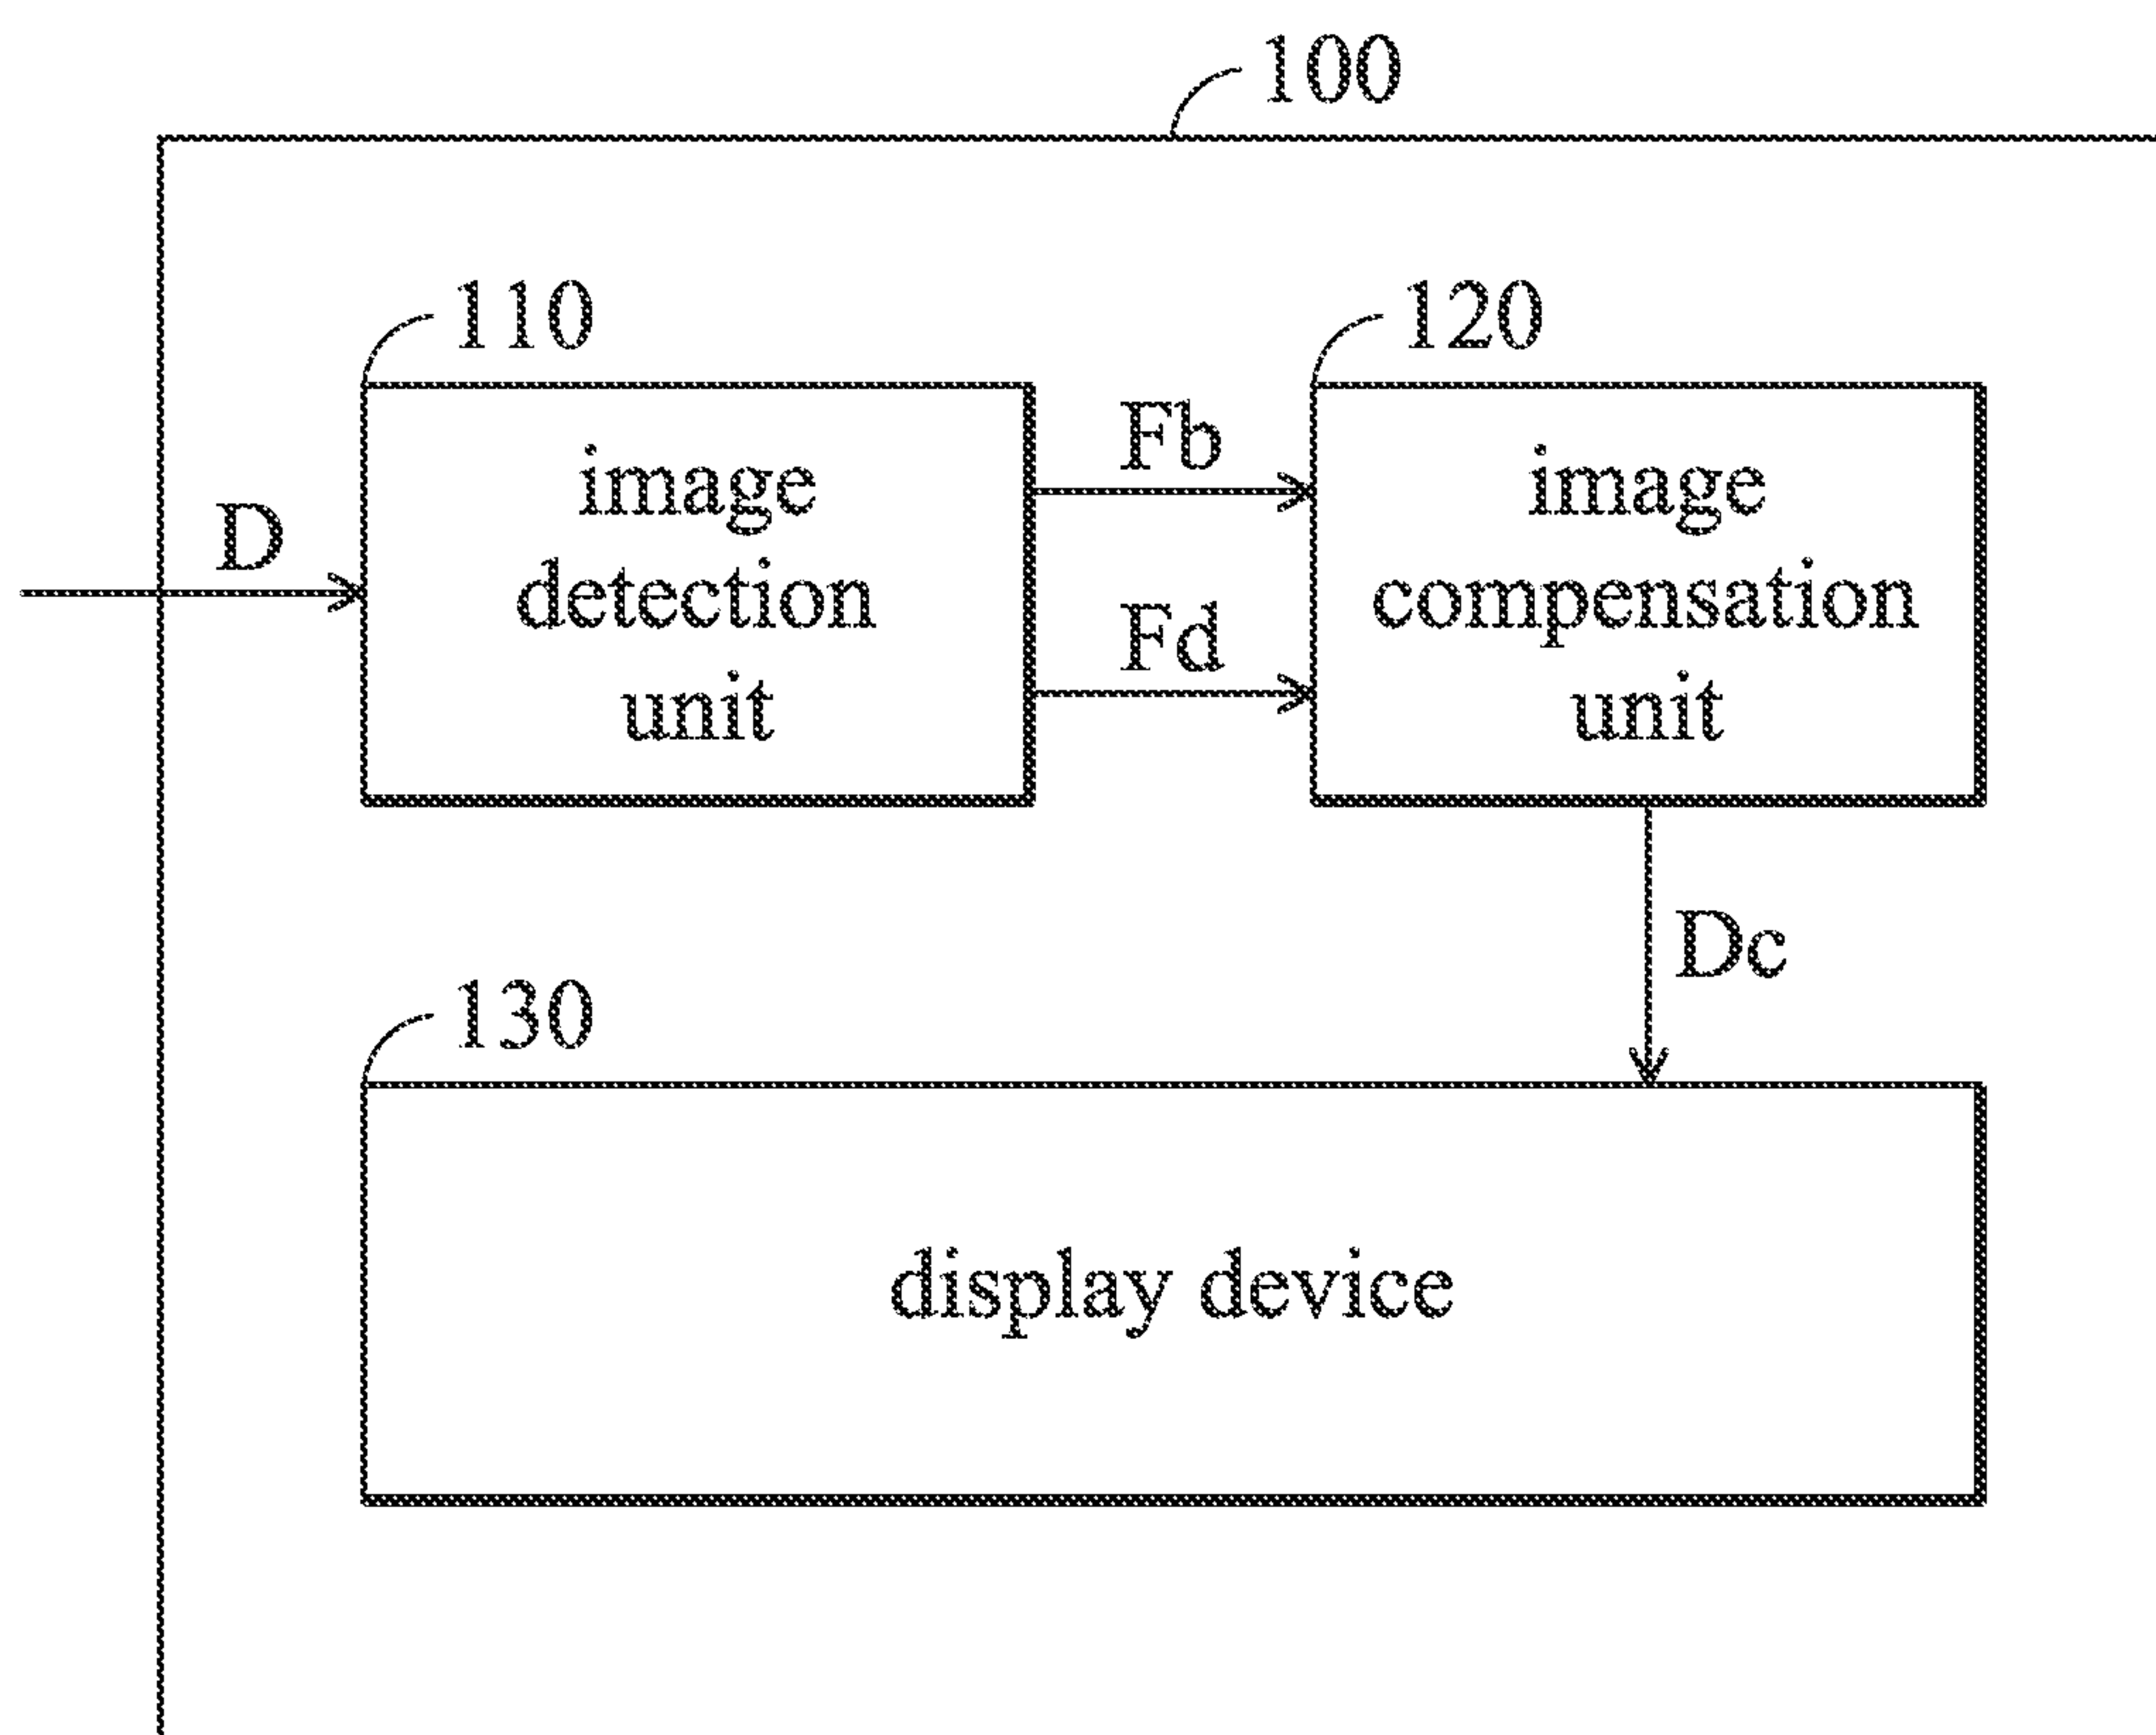 100
110
120
image
detection
unit
Fb
Fd
image
compensation
unit
D
Dc
130
display device